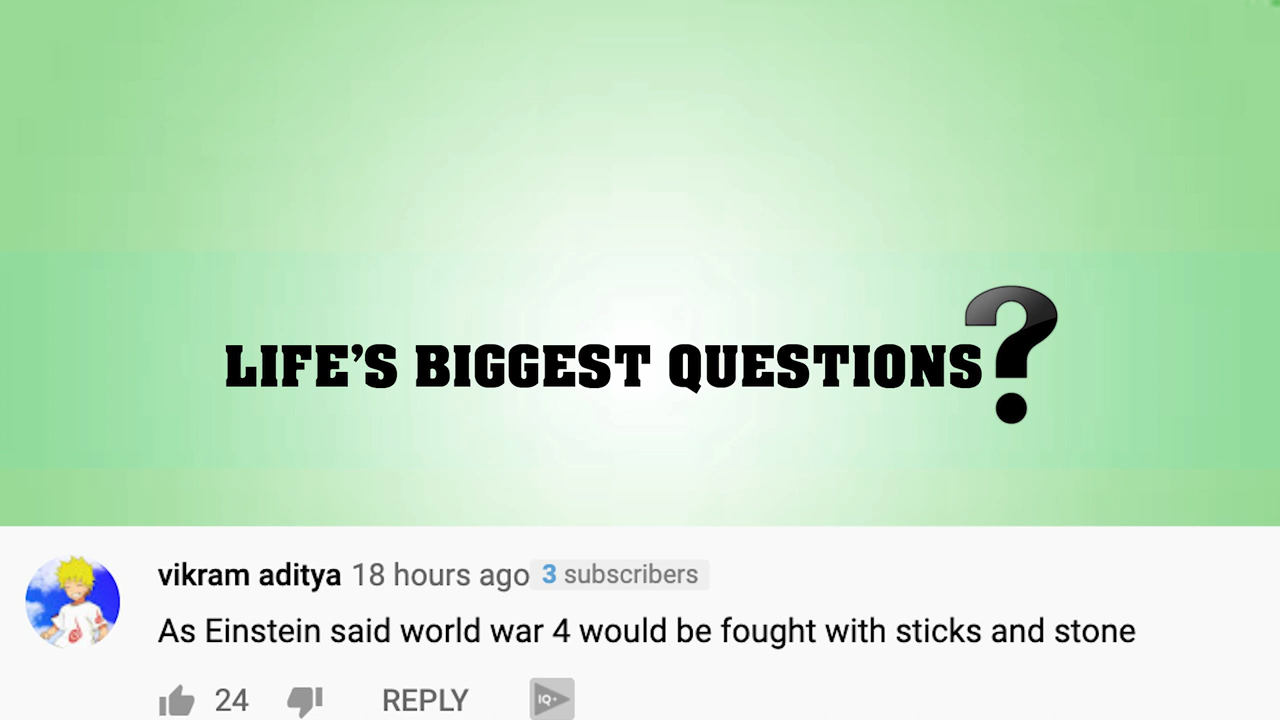 LIFE'S BIGGEST QUESTIONS?
vikram aditya 18 hours ago 3 subscribers
As Einstein said world war 4 would be fought with sticks and stone
24 REPLY IQ+